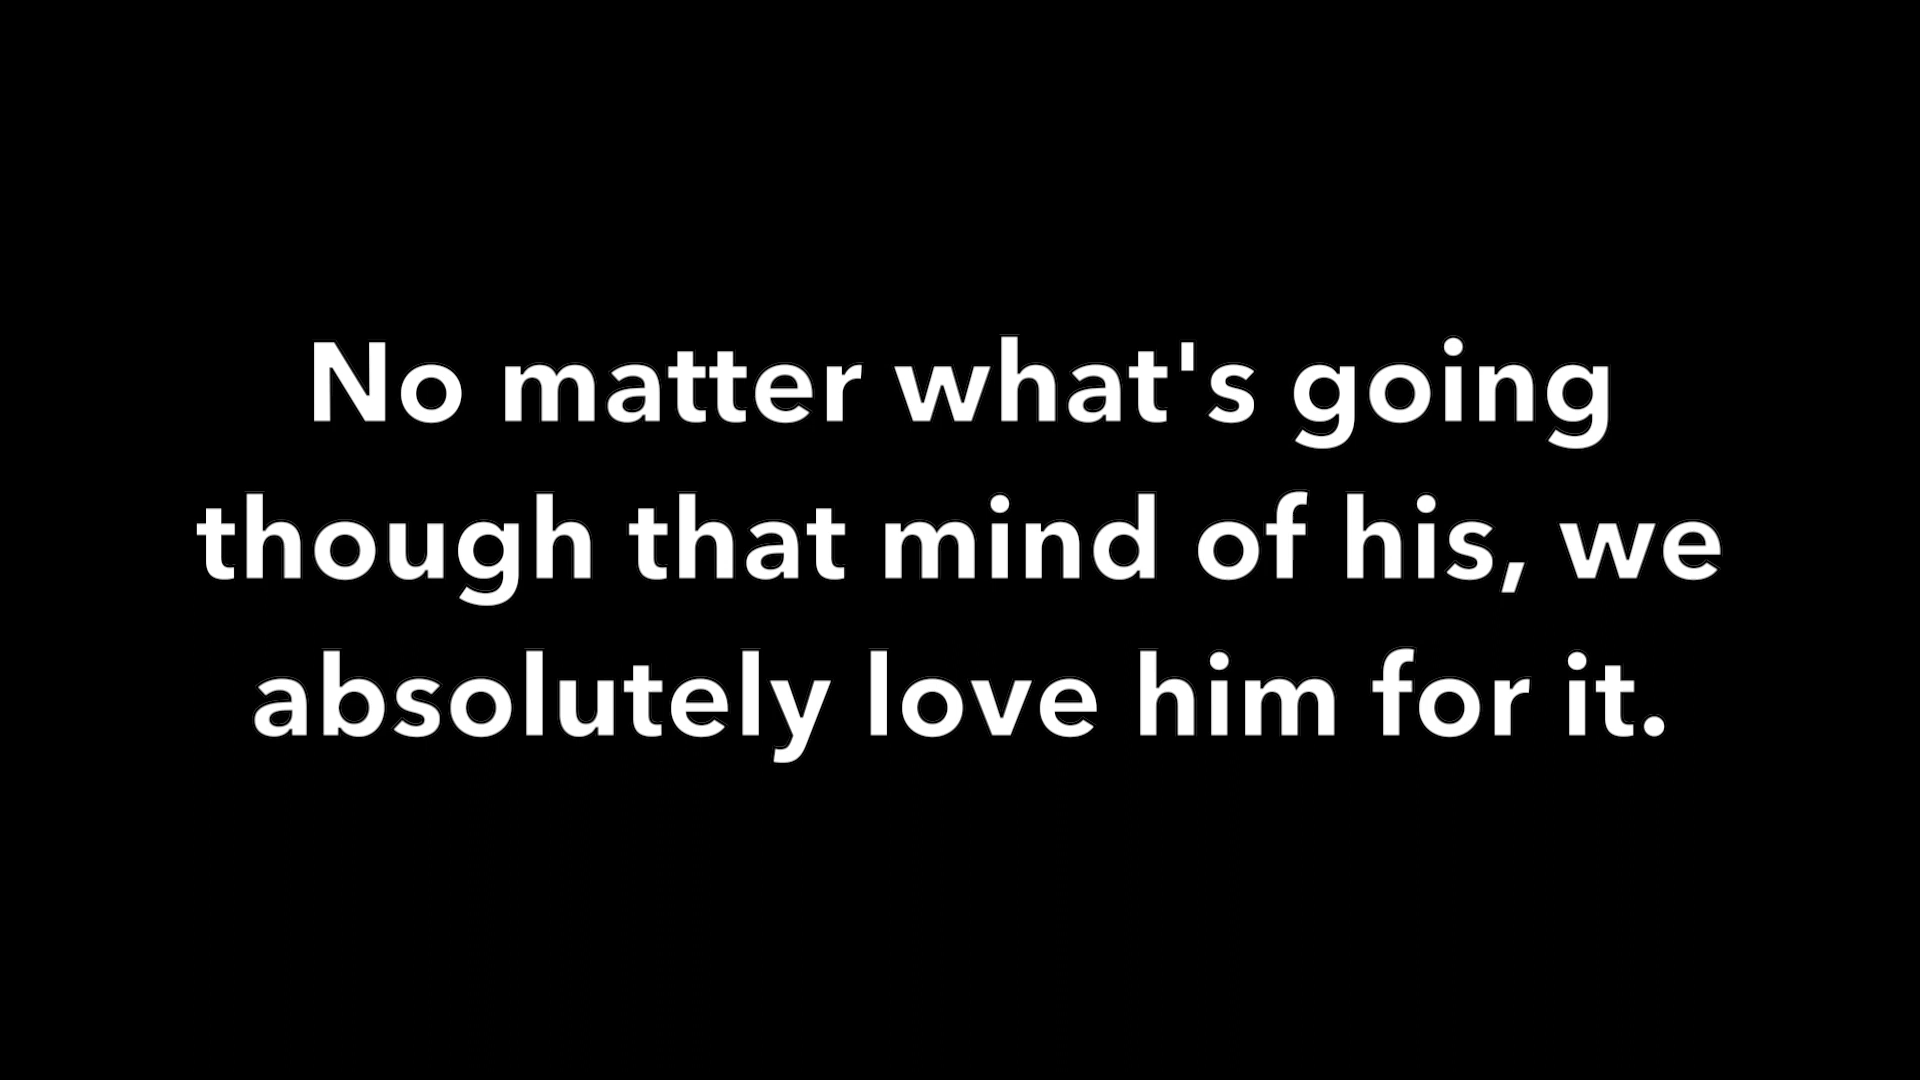 No matter what's going
though that mind of his, we
absolutely love him for it.